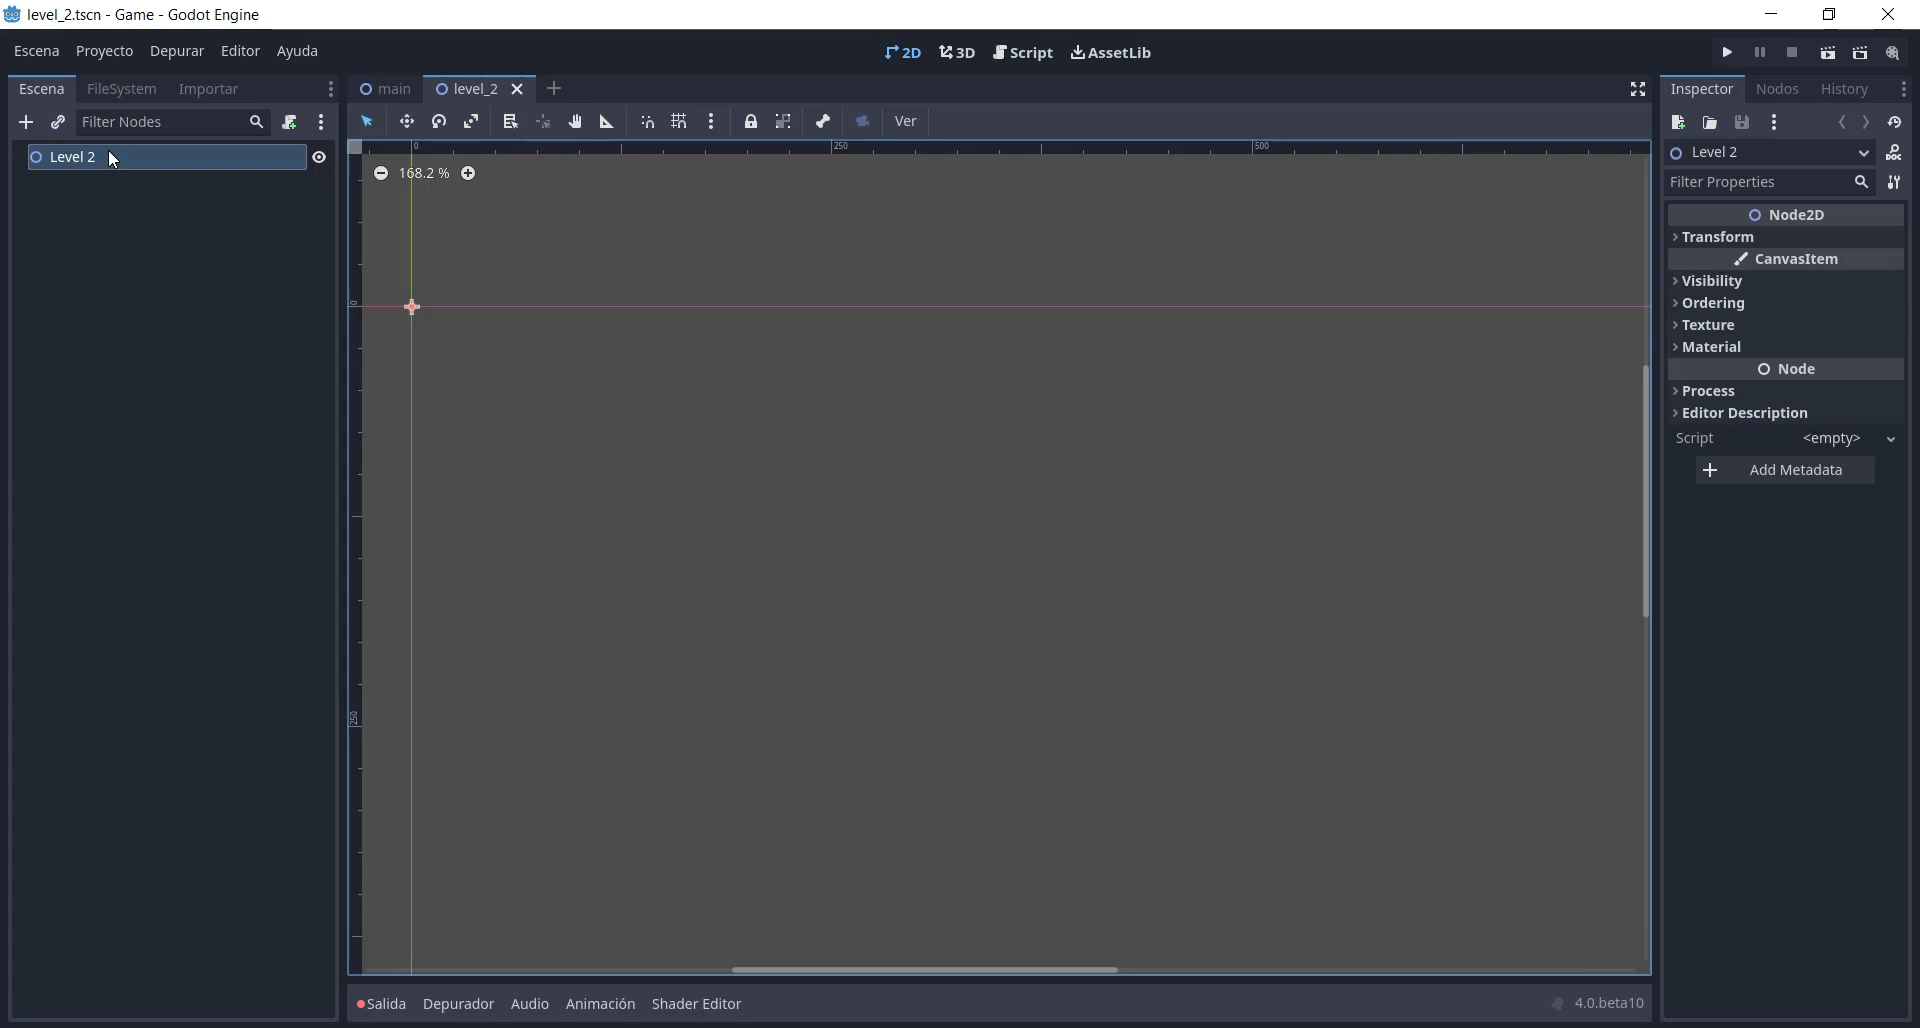 level_2.tscn - Game - Godot Engine
Escena Proyecto Depurar Editor Ayuda
2D 3D Script AssetLib
Escena FileSystem Importar
main level_2
Inspector Nodos History
Filter Nodes
Ver
Level 2
Level 2
DOC
Filter Properties
0 250 500
168.2 %
0
250
Node2D
Transform
CanvasItem
Visibility
Ordering
Texture
Material
Node
Process
Editor Description
Script <empty>
Add Metadata
Salida Depurador Audio Animación Shader Editor
4.0.beta10